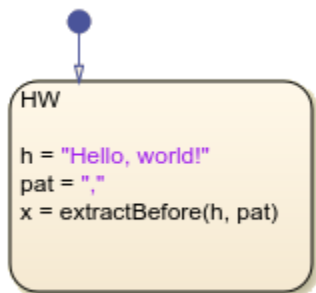 HW
h = "Hello, world!"
pat = ","
x = extractBefore(h, pat)